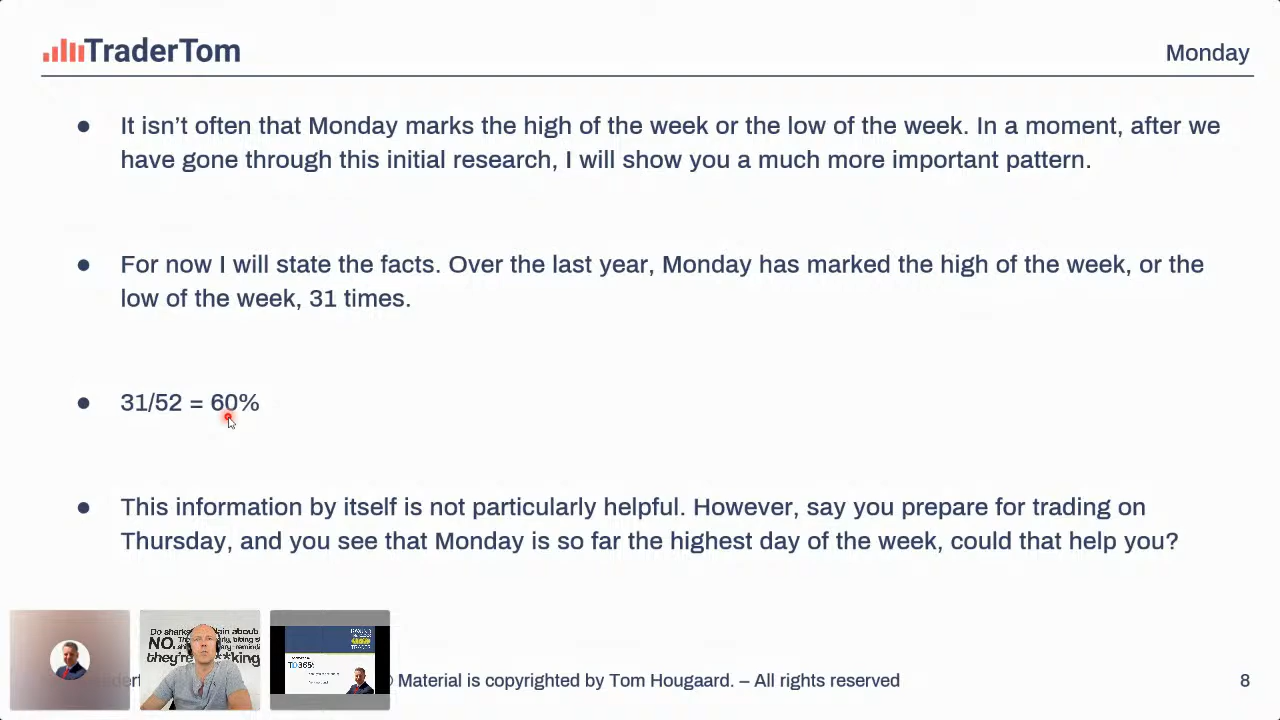 TraderTom
Monday
● It isn’t often that Monday marks the high of the week or the low of the week. In a moment, after we
have gone through this initial research, I will show you a much more important pattern.
● For now I will state the facts. Over the last year, Monday has marked the high of the week, or the
low of the week, 31 times.
● 31/52 = 60%
● This information by itself is not particularly helpful. However, say you prepare for trading on
Thursday, and you see that Monday is so far the highest day of the week, could that help you?
NO.
Material is copyrighted by Tom Hougaard. – All rights reserved
8